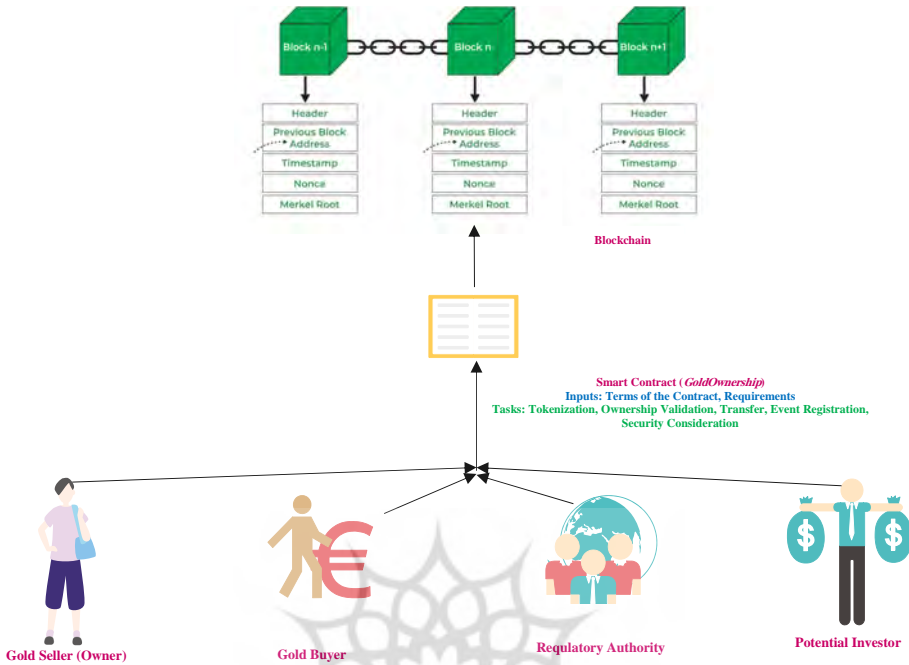 Block n-1
Block n
Block n+1
Header
Previous Block
Address
Timestamp
Nonce
Merkel Root
Header
Previous Block
Address
Timestamp
Nonce
Merkel Root
Header
Previous Block
Address
Timestamp
Nonce
Merkel Root
Blockchain
Smart Contract (GoldOwnership)
Inputs: Terms of the Contract, Requirements
Tasks: Tokenization, Ownership Validation, Transfer, Event Registration,
Security Consideration
$ $
€
Gold Seller (Owner)
Gold Buyer
Requlatory Authority
Potential Investor